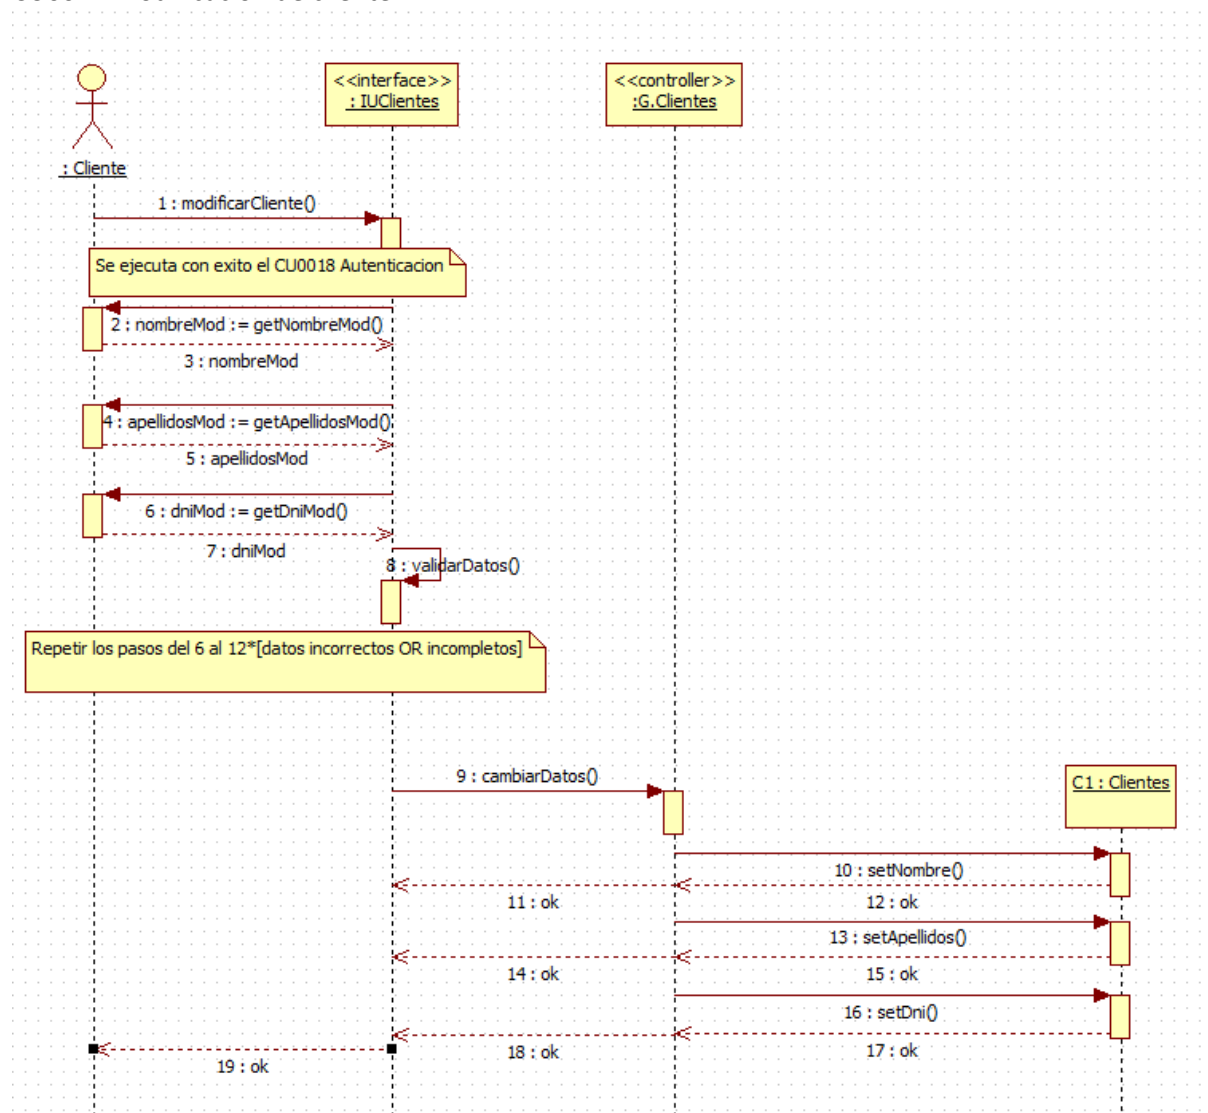 <<interface>>
: IUClientes
<<controller>>
:G.Clientes
: Cliente
1 : modificarCliente()
Se ejecuta con exito el CU0018 Autenticacion
2 : nombreMod := getNombreMod()
3 : nombreMod
4 : apellidosMod := getApellidosMod()
5 : apellidosMod
6 : dniMod := getDniMod()
7 : dniMod
8 : validarDatos()
Repetir los pasos del 6 al 12*[datos incorrectos OR incompletos]
9 : cambiarDatos()
C1 : Clientes
10 : setNombre()
11 : ok
12 : ok
13 : setApellidos()
14 : ok
15 : ok
16 : setDni()
18 : ok
17 : ok
19 : ok